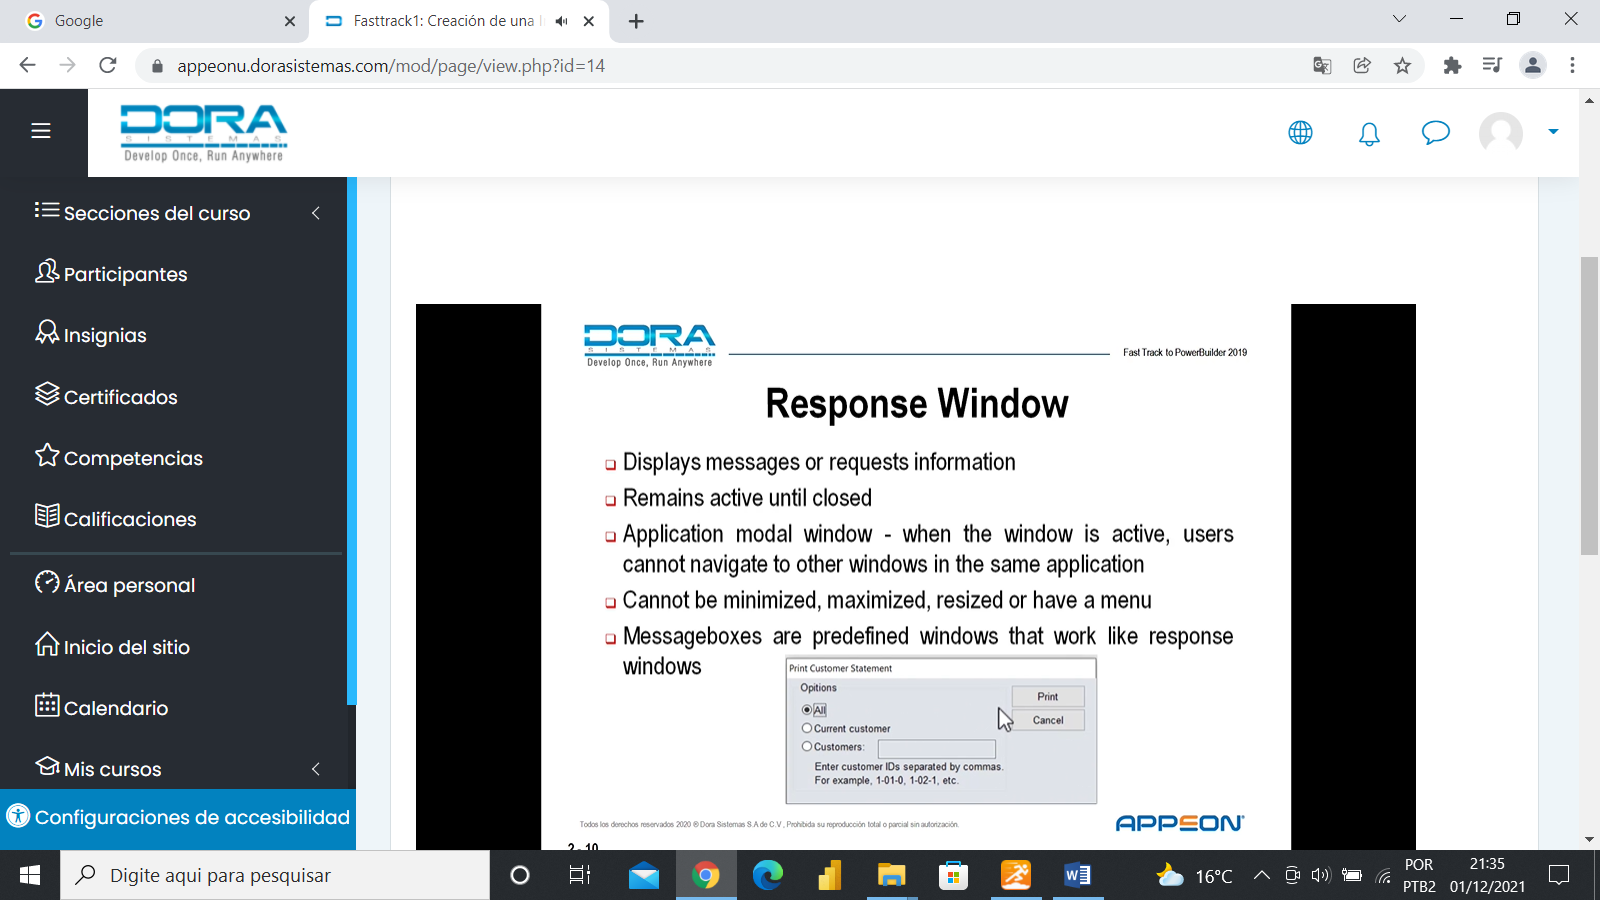 Google
Fasttrack1: Creación de una I
appeonu.dorasistemas.com/mod/page/view.php?id=14
DORA
SISTEMAS
Develop Once, Run Anywhere
Secciones del curso
Participantes
Insignias
Certificados
Competencias
Calificaciones
Área personal
Inicio del sitio
Calendario
Mis cursos
Configuraciones de accesibilidad
DORA
SISTEMAS
Develop Once, Run Anywhere
Fast Track to PowerBuilder 2019
Response Window
Displays messages or requests information
Remains active until closed
Application modal window - when the window is active, users
cannot navigate to other windows in the same application
Cannot be minimized, maximized, resized or have a menu
Messageboxes are predefined windows that work like response
windows
Print Customer Statement
Opitions
All
Current customer
Customers:
Enter customer IDs separated by commas.
For example, 1-01-0, 1-02-1, etc.
Print
Cancel
Todos los derechos reservados 2020 ® Dora Sistemas S.A de C.V , Prohibida su reproducción total o parcial sin autorización.
APPEON
2 - 10
Digite aqui para pesquisar
16°C
POR
PTB2
21:35
01/12/2021